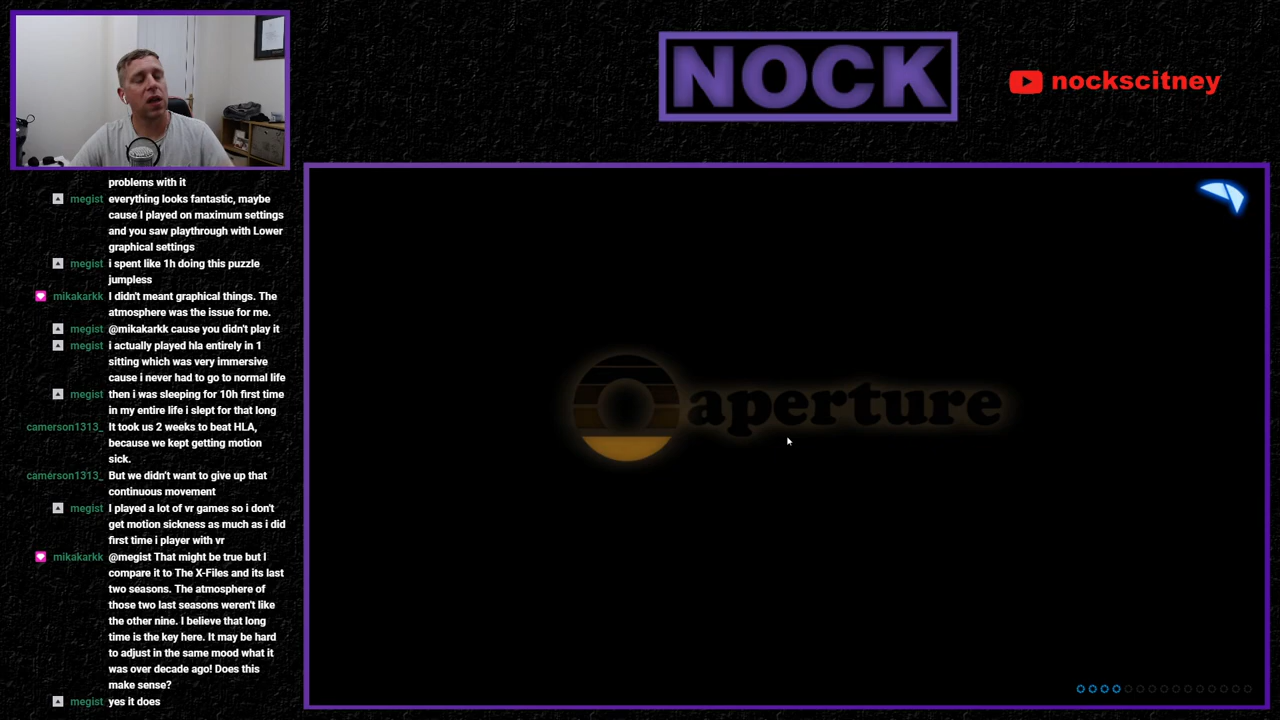 NOCK
nockscitney
problems with it
megist everything looks fantastic, maybe
cause I played on maximum settings
and you saw playthrough with Lower
graphical settings
megist i spent like 1h doing this puzzle
jumpless
mikakarkk I didn't meant graphical things. The
atmosphere was the issue for me.
megist @mikakarkk cause you didn't play it
megist i actually played hla entirely in 1
sitting which was very immersive
cause i never had to go to normal life
megist then i was sleeping for 10h first time
in my entire life i slept for that long
camerson1313_ It took us 2 weeks to beat HLA,
because we kept getting motion
sick.
camerson1313_ But we didn't want to give up that
continuous movement
megist I played a lot of vr games so i don't
get motion sickness as much as i did
first time i player with vr
mikakarkk @megist That might be true but I
compare it to The X-Files and its last
two seasons. The atmosphere of
those two last seasons weren't like
the other nine. I believe that long
time is the key here. It may be hard
to adjust in the same mood what it
was over decade ago! Does this
make sense?
megist yes it does
aperture